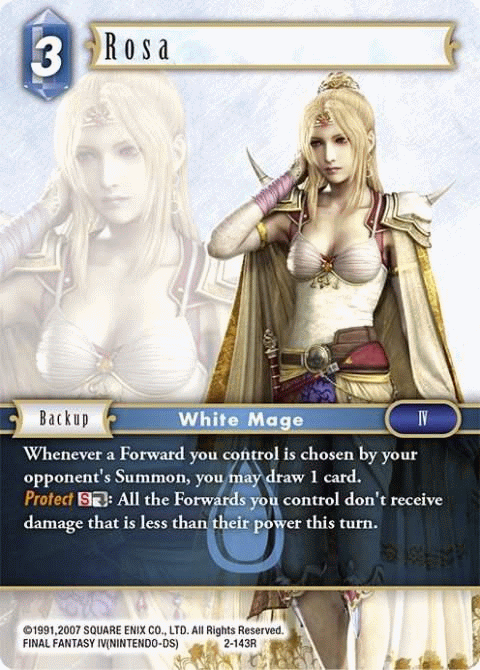 3
Rosa
Backup
White Mage
IV
Whenever a Forward you control is chosen by your
opponent's Summon, you may draw 1 card.
Protect S: All the Forwards you control don't receive
damage that is less than their power this turn.
©1991,2007 SQUARE ENIX CO., LTD. All Rights Reserved.
FINAL FANTASY IV(NINTENDO-DS) 2-143R